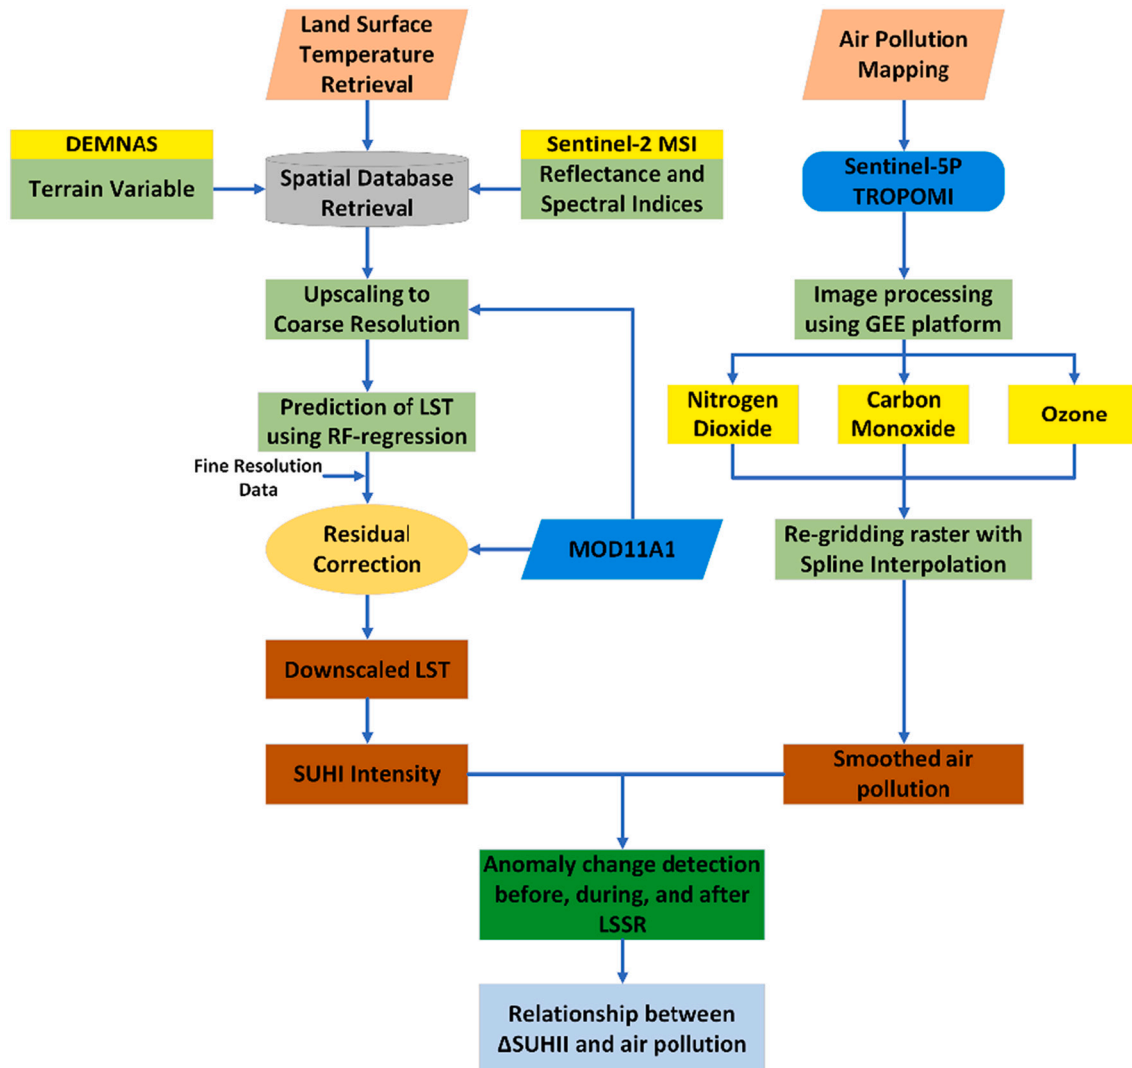 Land Surface
Temperature
Retrieval
Air Pollution
Mapping
DEMNAS
Terrain Variable
Spatial Database
Retrieval
Sentinel-2 MSI
Reflectance and
Spectral Indices
Sentinel-5P
TROPOMI
Upscaling to
Coarse Resolution
Image processing
using GEE platform
Prediction of LST
using RF-regression
Nitrogen
Dioxide
Carbon
Monoxide
Ozone
Fine Resolution
Data
Residual
Correction
MOD11A1
Re-gridding raster with
Spline Interpolation
Downscaled LST
SUHI Intensity
Smoothed air
pollution
Anomaly change detection
before, during, and after
LSSR
Relationship between
ΔSUHII and air pollution